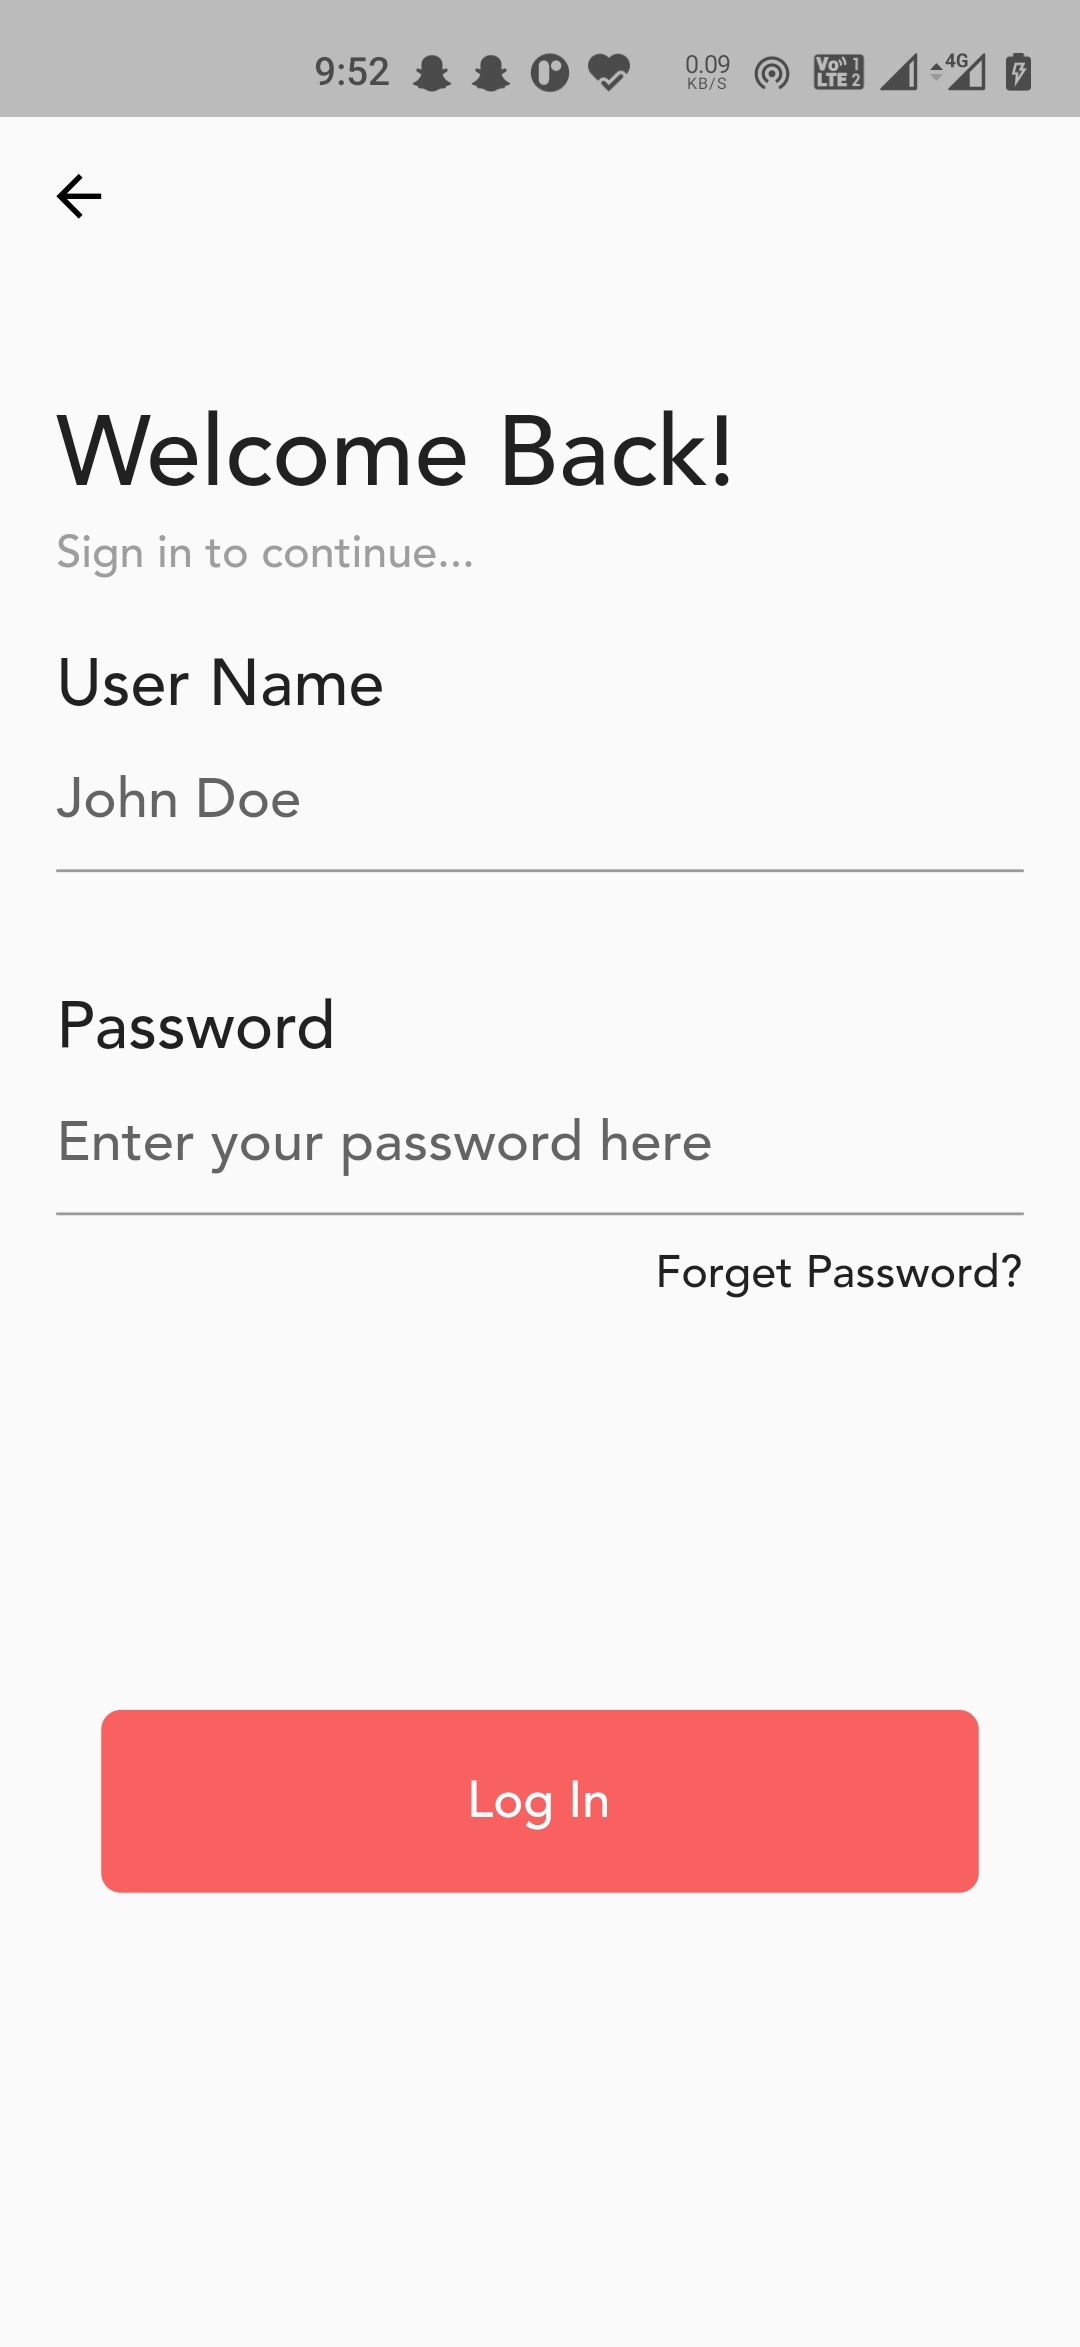 9:52 0.09 KB/S Vo 1 LTE 2 4G
Welcome Back!
Sign in to continue...
User Name
John Doe
Password
Enter your password here
Forget Password?
Log In